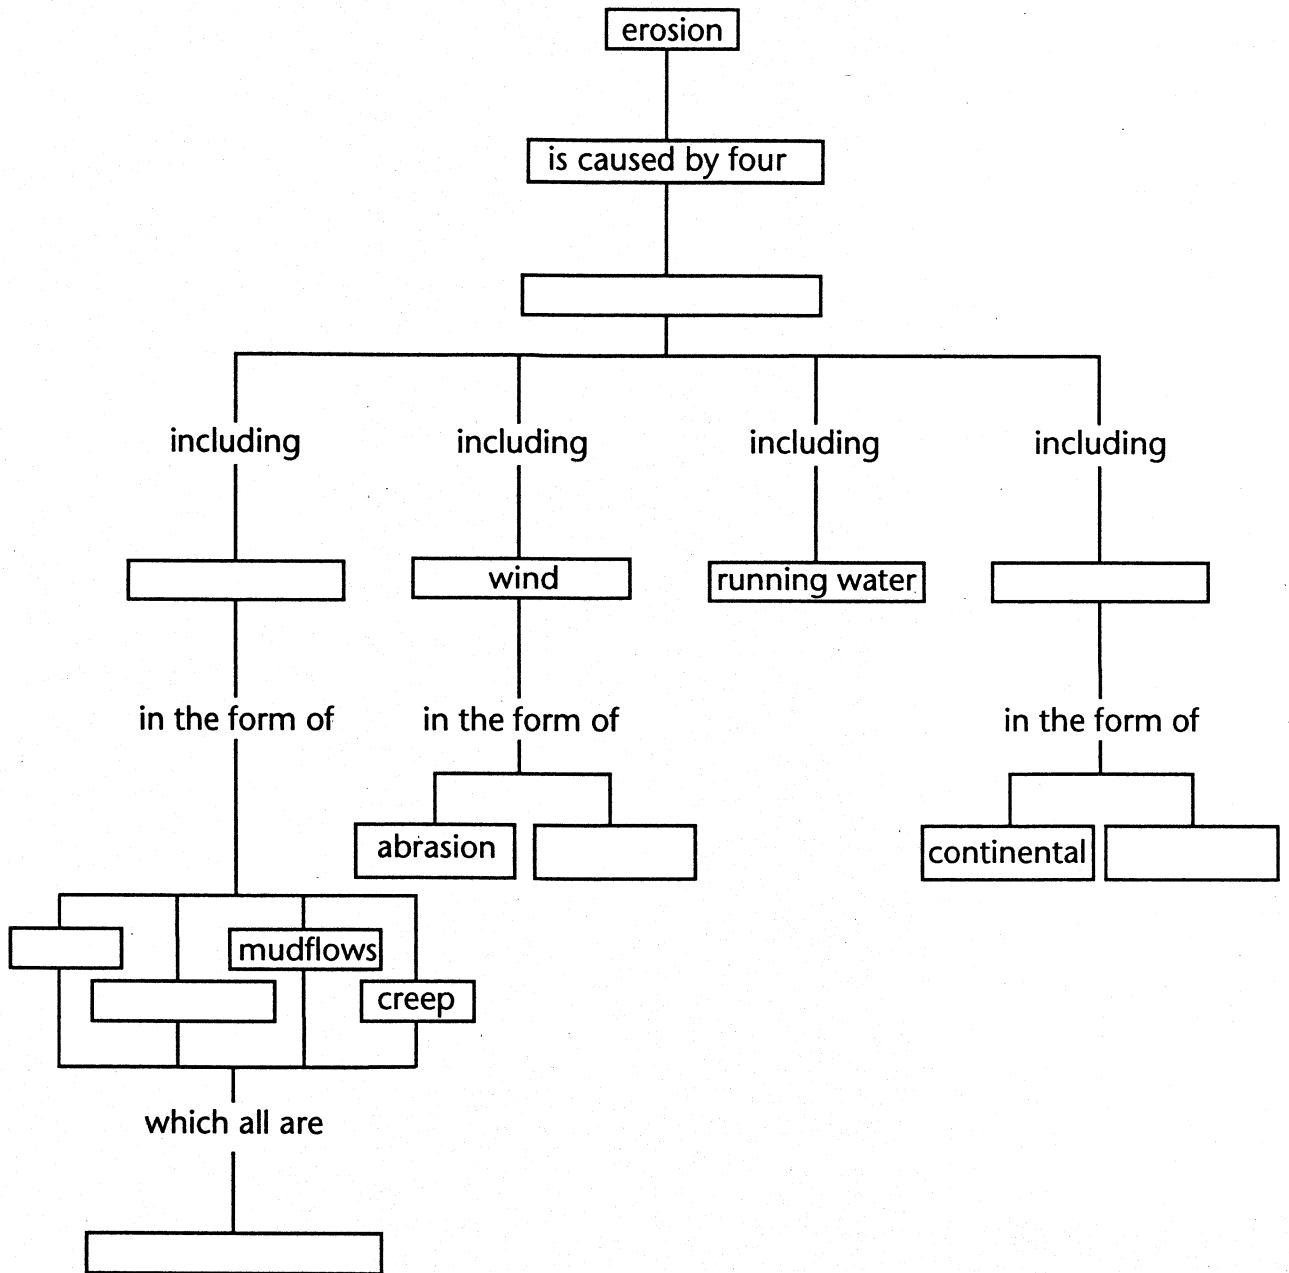 erosion
is caused by four
including
including
including
including
wind
running water
in the form of
in the form of
in the form of
abrasion
continental
mudflows
creep
which all are